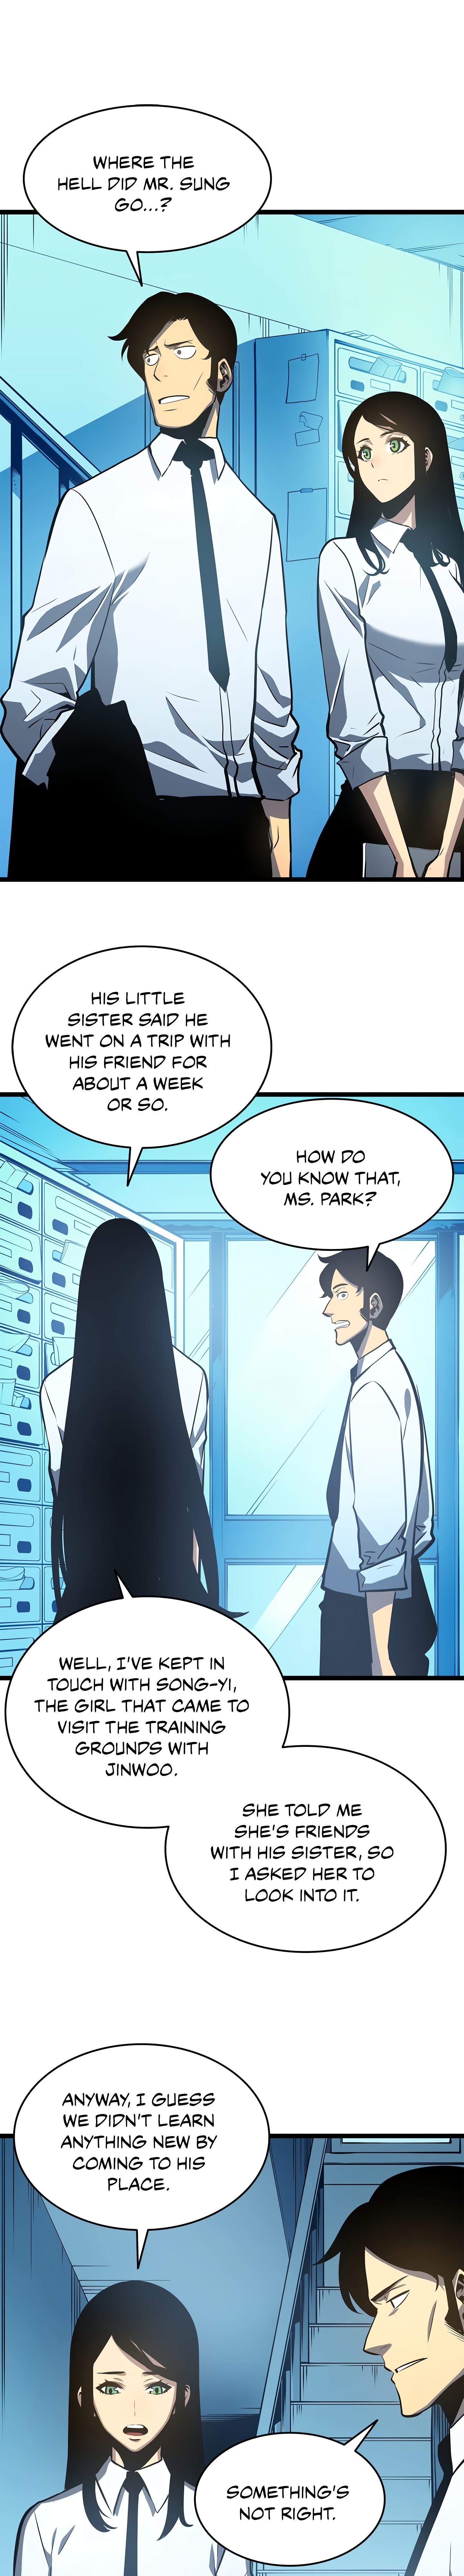 WHERE THE
HELL DID MR. SUNG
GO...?
HIS LITTLE
SISTER SAID HE
WENT ON A TRIP WITH
HIS FRIEND FOR
ABOUT A WEEK
OR SO.
HOW DO
YOU KNOW THAT,
MS. PARK?
WELL, I'VE KEPT IN
TOUCH WITH SONG-YI,
THE GIRL THAT CAME TO
VISIT THE TRAINING
GROUNDS WITH
JINWOO.
SHE TOLD ME
SHE'S FRIENDS
WITH HIS SISTER, SO
I ASKED HER TO
LOOK INTO IT.
ANYWAY, I GUESS
WE DIDN'T LEARN
ANYTHING NEW BY
COMING TO HIS
PLACE.
SOMETHING'S
NOT RIGHT.